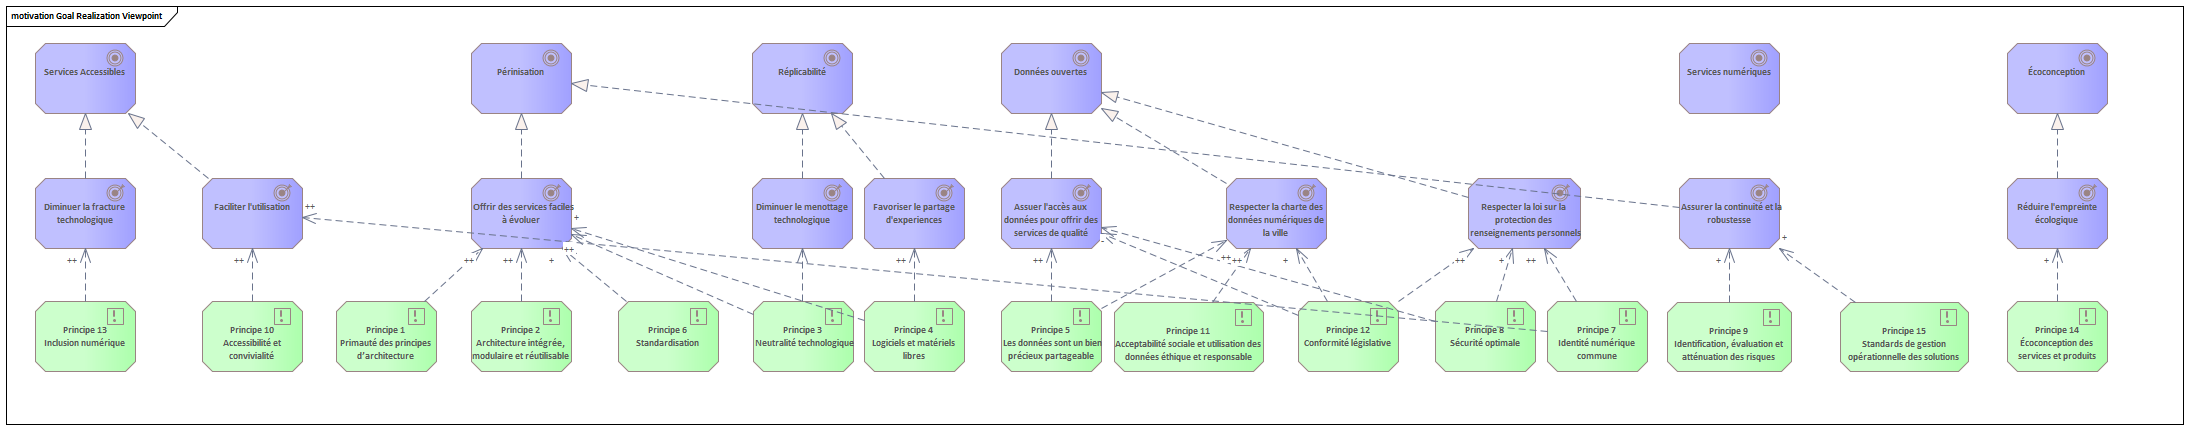 motivation Goal Realization Viewpoint
Services Accessibles
Périnisation
Réplicabilité
Données ouvertes
Services numériques
Écoconception
Diminuer la fracture
technologique
Faciliter l'utilisation
Offrir des services faciles
à évoluer
Diminuer le menottage
technologique
Favoriser le partage
d'experiences
Assuer l'accès aux
données pour offrir des
services de qualité
Respecter la charte des
données numériques de
la ville
Respecter la loi sur la
protection des
renseignements personnels
Assurer la continuité et la
robustesse
Réduire l'empreinte
écologique
++
+
+
++
++
++
++
+
++
++
++
++
++
+
++
+
++
+
+
Principe 13
Inclusion numérique
Principe 10
Accessibilité et
convivialité
Principe 1
Primauté des principes
d’architecture
Principe 2
Architecture intégrée,
modulaire et réutilisable
Principe 6
Standardisation
Principe 3
Neutralité technologique
Principe 4
Logiciels et matériels
libres
Principe 5
Les données sont un bien
précieux partageable
Principe 11
Acceptabilité sociale et utilisation des
données éthique et responsable
Principe 12
Conformité législative
Principe 8
Sécurité optimale
Principe 7
Identité numérique
commune
Principe 9
Identification, évaluation et
atténuation des risques
Principe 15
Standards de gestion
opérationnelle des solutions
Principe 14
Écoconception des
services et produits